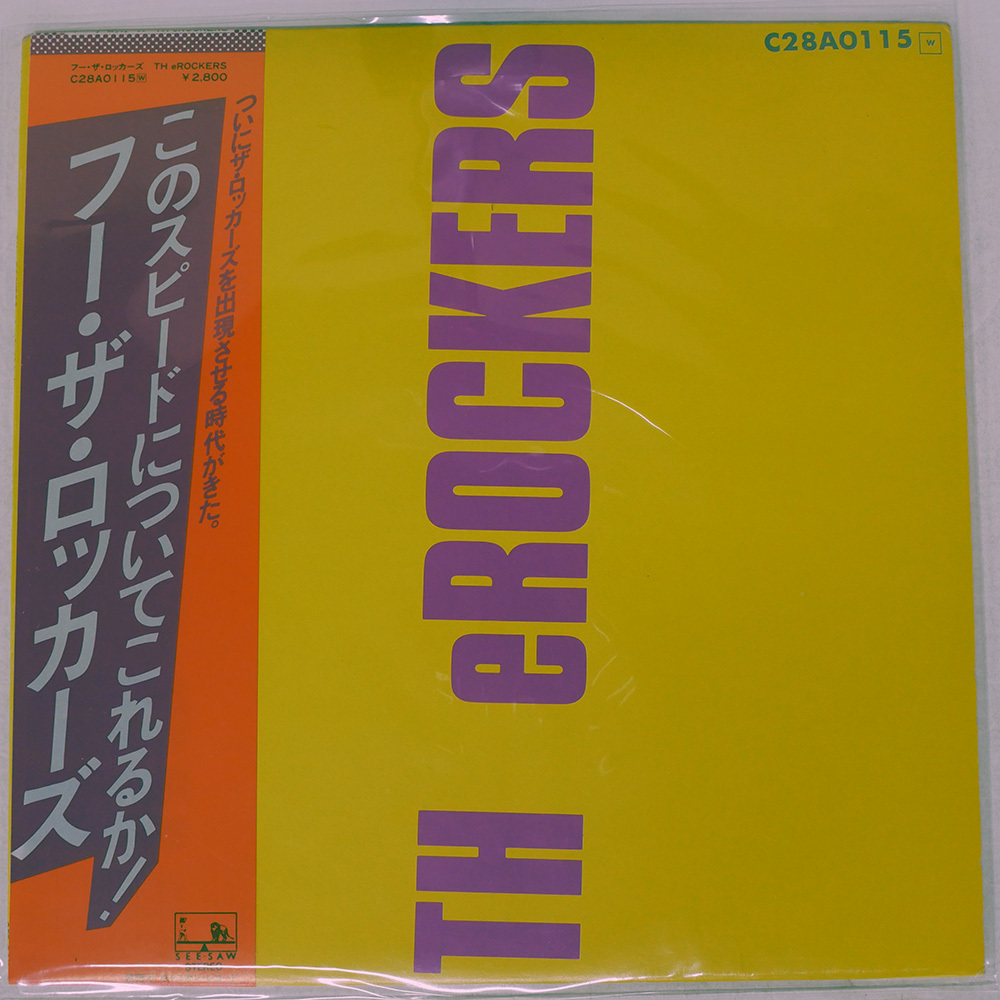 フー・ザ・ロッカーズ TH eROCKERS
C28A0115 W ¥2,800
ついにザ・ロッカーズを出現させる時代がきた。
このスピードについてこれるか!
フー・ザ・ロッカーズ
SEE·SAW
STEREO
TH eROCKERS
C28A0115 W